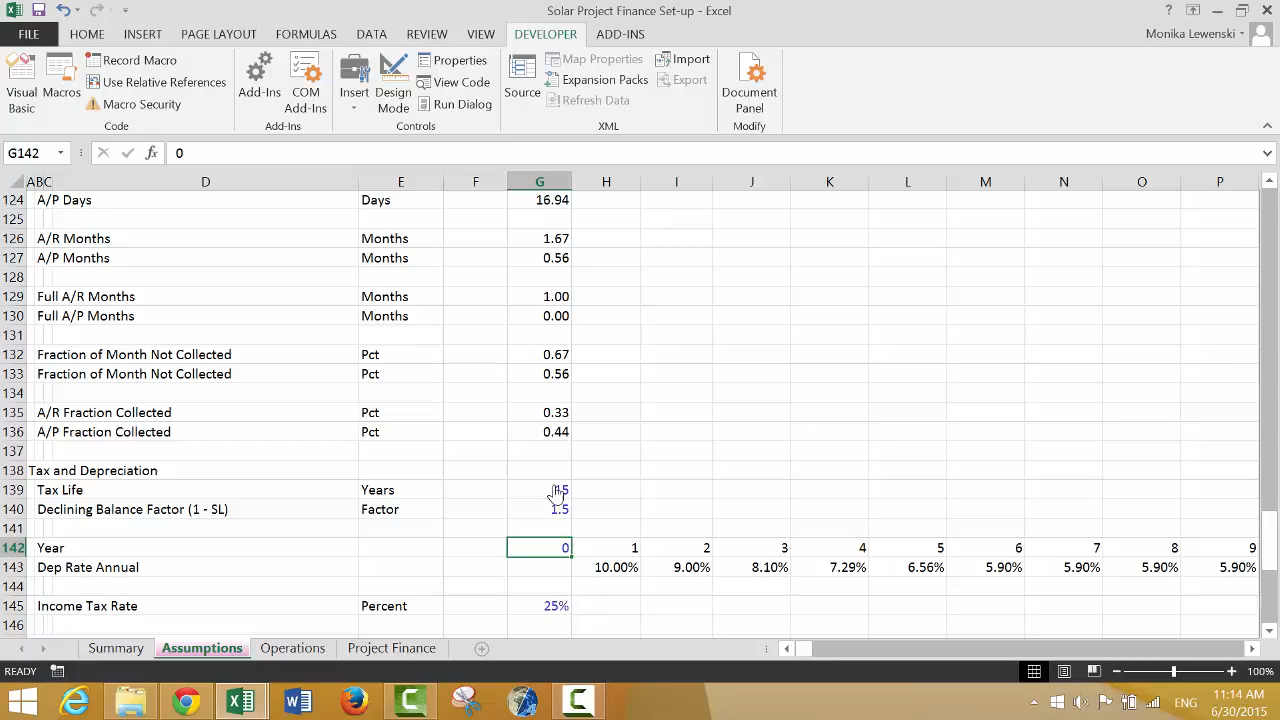 Solar Project Finance Set-up - Excel
FILE HOME INSERT PAGE LAYOUT FORMULAS DATA REVIEW VIEW DEVELOPER ADD-INS Monika Lewenski
Visual Basic
Macros
Record Macro
Use Relative References
Macro Security
Code
Add-Ins
COM Add-Ins
Add-Ins
Insert
Design Mode
Properties
View Code
Run Dialog
Controls
Source
Map Properties
Expansion Packs
Refresh Data
Import
Export
XML
Document Panel
Modify
G142 fx 0
A B C D E F G H I J K L M N O P
124 A/P Days Days 16.94
125
126 A/R Months Months 1.67
127 A/P Months Months 0.56
128
129 Full A/R Months Months 1.00
130 Full A/P Months Months 0.00
131
132 Fraction of Month Not Collected Pct 0.67
133 Fraction of Month Not Collected Pct 0.56
134
135 A/R Fraction Collected Pct 0.33
136 A/P Fraction Collected Pct 0.44
137
138 Tax and Depreciation
139 Tax Life Years
140 Declining Balance Factor (1 - SL) Factor 1.5
141
142 Year 0 1 2 3 4 5 6 7 8 9
143 Dep Rate Annual 10.00% 9.00% 8.10% 7.29% 6.56% 5.90% 5.90% 5.90% 5.90%
144
145 Income Tax Rate Percent 25%
146
Summary Assumptions Operations Project Finance
READY 100%
ENG 11:14 AM
6/30/2015